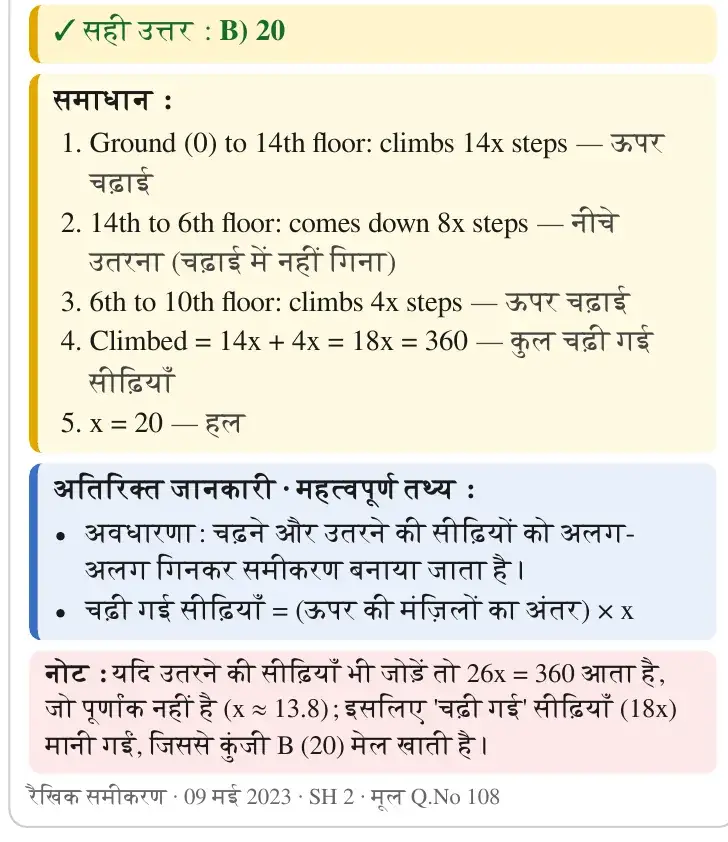 ✓ सही उत्तर : B) 20
समाधान :
1. Ground (0) to 14th floor: climbs 14x steps — ऊपर
चढ़ाई
2. 14th to 6th floor: comes down 8x steps — नीचे
उतरना (चढ़ाई में नहीं गिना)
3. 6th to 10th floor: climbs 4x steps — ऊपर चढ़ाई
4. Climbed = 14x + 4x = 18x = 360 — कुल चढ़ी गई
सीढ़ियाँ
5. x = 20 — हल
अतिरिक्त जानकारी · महत्वपूर्ण तथ्य :
• अवधारणा : चढ़ने और उतरने की सीढ़ियों को अलग-
अलग गिनकर समीकरण बनाया जाता है।
• चढ़ी गई सीढ़ियाँ = (ऊपर की मंज़िलों का अंतर) × x
नोट : यदि उतरने की सीढ़ियाँ भी जोड़ें तो 26x = 360 आता है,
जो पूर्णांक नहीं है (x ≈ 13.8); इसलिए 'चढ़ी गई' सीढ़ियाँ (18x)
मानी गईं, जिससे कुंजी B (20) मेल खाती है।
रैखिक समीकरण · 09 मई 2023 · SH 2 · मूल Q.No 108